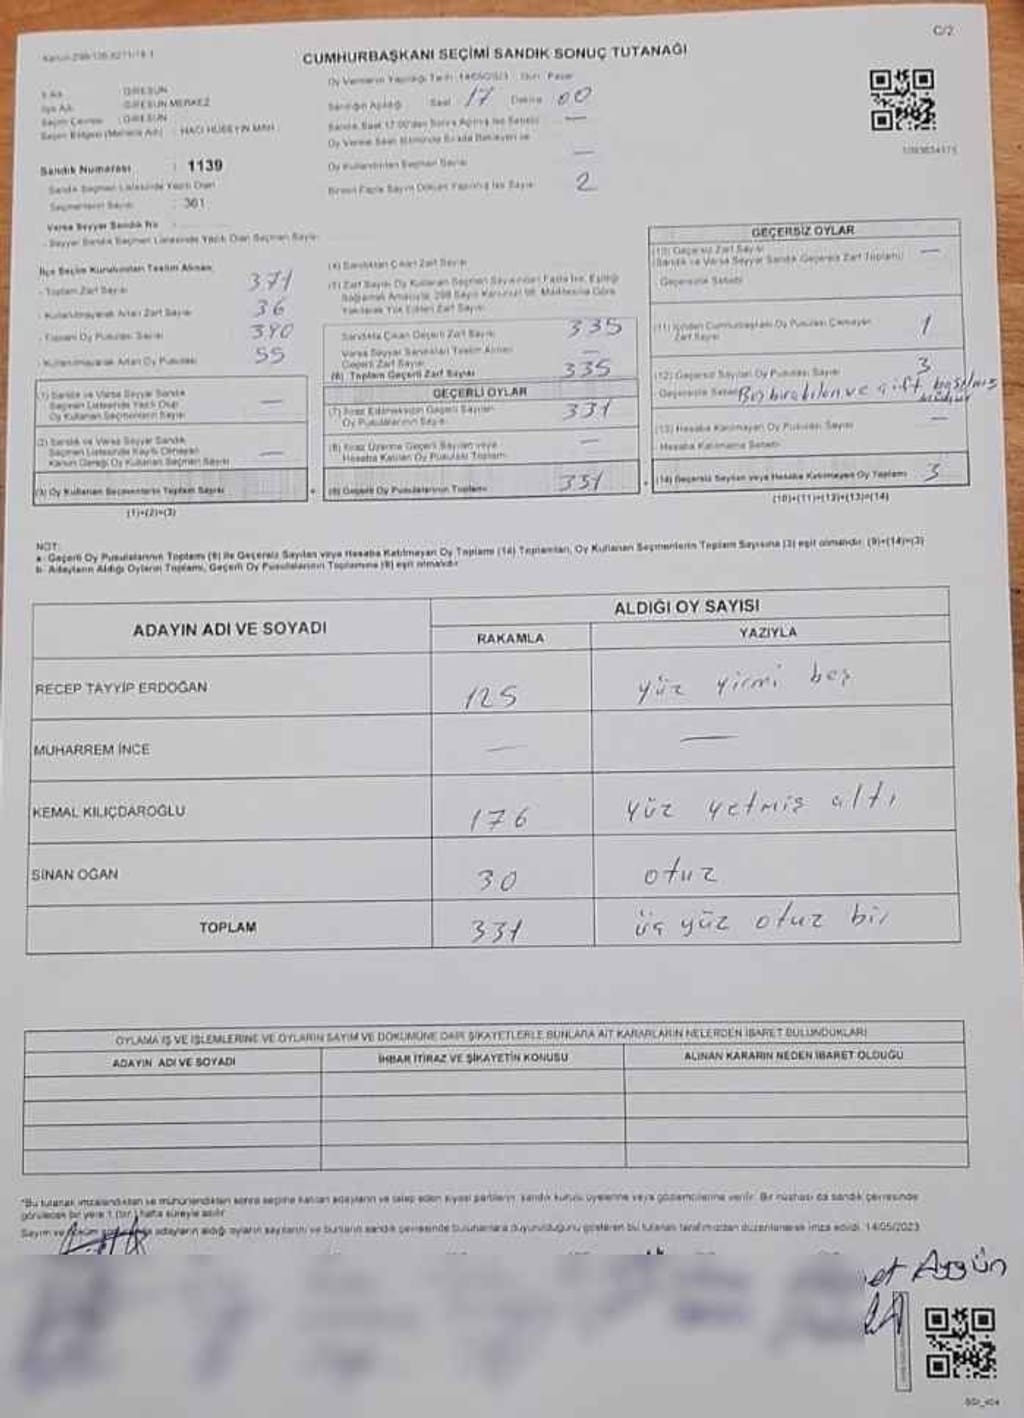 C/2
CUMHURBAŞKANI SEÇİMİ SANDIK SONUÇ TUTANAĞI
Oy Vermenin Yapıldığı Tarih: 14/05/2023 Gün: Pazar
İl Adı : GİRESUN
İlçe Adı : GİRESUN MERKEZ
Seçim Çevresi : GİRESUN
Seçim Bölgesi (Mahalle Adı) : HACI HÜSEYİN MAH.
Sandığın Açıldığı Saat 17 Dakika 00
Sandık Saat 17:00'den Sonra Açılmış İse Sebebi —
Oy Verme Saati Bitiminde Sırada Bekleyen ve
Oy Kullandırılan Seçmen Sayısı —
Birden Fazla Sayım Döküm Yapılmış İse Sayısı 2
Sandık Numarası : 1139
Sandık Seçmen Listesinde Yazılı Olan
Seçmenlerin Sayısı : 361
Varsa Seyyar Sandık No
- Seyyar Sandık Seçmen Listesinde Yazılı Olan Seçmen Sayısı
İlçe Seçim Kurulundan Teslim Alınan;
- Toplam Zarf Sayısı 371
- Kullanılmayarak Artan Zarf Sayısı 36
- Toplam Oy Pusulası Sayısı 390
- Kullanılmayarak Artan Oy Pusulası 55
(1) Sandık ve Varsa Seyyar Sandık
Seçmen Listesinde Yazılı Olup
Oy Kullanan Seçmenlerin Sayısı —
(2) Sandık ve Varsa Seyyar Sandık
Seçmen Listesinde Kayıtlı Olmayan
Kanun Gereği Oy Kullanan Seçmen Sayısı —
(3) Oy Kullanan Seçmenlerin Toplam Sayısı
(1)+(2)=(3)
(4) Sandıktan Çıkan Zarf Sayısı
(5) Zarf Sayısı Oy Kullanan Seçmen Sayısından Fazla İse, Eşitliği
Sağlamak Amacıyla; 298 Sayılı Kanunun 98. Maddesine Göre
Yakılarak Yok Edilen Zarf Sayısı
Sandıkta Çıkan Geçerli Zarf Sayısı 335
Varsa Seyyar Sandıktan Teslim Alınan
Geçerli Zarf Sayısı —
(6) Toplam Geçerli Zarf Sayısı 335
GEÇERLİ OYLAR
(7) İtiraz Edilmeksizin Geçerli Sayılan
Oy Pusulalarının Sayısı 331
(8) İtiraz Üzerine Geçerli Sayılan veya
Hesaba Katılan Oy Pusulası Toplamı —
(9) Geçerli Oy Pusulalarının Toplamı 331
GEÇERSİZ OYLAR
(10) Geçersiz Zarf Sayısı
(Sandık ve Varsa Seyyar Sandık Geçersiz Zarf Toplamı) —
Geçersizlik Sebebi
(11) İçinden Cumhurbaşkanı Oy Pusulası Çıkmayan
Zarf Sayısı 1
(12) Geçersiz Sayılan Oy Pusulası Sayısı 3
Geçersizlik Sebebi Boş bırakılan ve çift basılmış
(13) Hesaba Katılmayan Oy Pusulası Sayısı —
- Hesaba Katılmama Sebebi
(14) Geçersiz Sayılan veya Hesaba Katılmayan Oy Toplamı 3
(10)+(11)+(12)+(13)=(14)
NOT:
a- Geçerli Oy Pusulalarının Toplamı (9) ile Geçersiz Sayılan veya Hesaba Katılmayan Oy Toplamı (14) Toplamları, Oy Kullanan Seçmenlerin Toplam Sayısına (3) eşit olmalıdır. (9)+(14)=(3)
b- Adayların Aldığı Oyların Toplamı, Geçerli Oy Pusulalarının Toplamına (9) eşit olmalıdır.
ADAYIN ADI VE SOYADI
ALDIĞI OY SAYISI
RAKAMLA YAZIYLA
RECEP TAYYİP ERDOĞAN 125 yüz yirmi beş
MUHARREM İNCE — —
KEMAL KILIÇDAROĞLU 176 yüz yetmiş altı
SİNAN OĞAN 30 otuz
TOPLAM 331 üç yüz otuz bir
OYLAMA İŞ VE İŞLEMLERİNE VE OYLARIN SAYIM VE DÖKÜMÜNE DAİR ŞİKAYETLERLE BUNLARA AİT KARARLARIN NELERDEN İBARET BULUNDUKLARI
ADAYIN ADI VE SOYADI İHBAR İTİRAZ VE ŞİKAYETİN KONUSU ALINAN KARARIN NEDEN İBARET OLDUĞU
*Bu tutanak imzalandıktan ve mühürlendikten sonra seçime katılan adayların ve talep eden siyasi partilerin sandık kurulu üyelerine veya gözlemcilerine verilir. Bir nüshası da sandık çevresinde
görülecek bir yere 1 (bir) hafta süreyle asılır.
Sayım ve döküm adayların aldığı oyların sayılarını ve bunların sandık çevresinde bulunanlara duyurulduğunu gösteren bu tutanak tarafımızdan düzenlenerek imza edildi. 14/05/2023
et Aygün